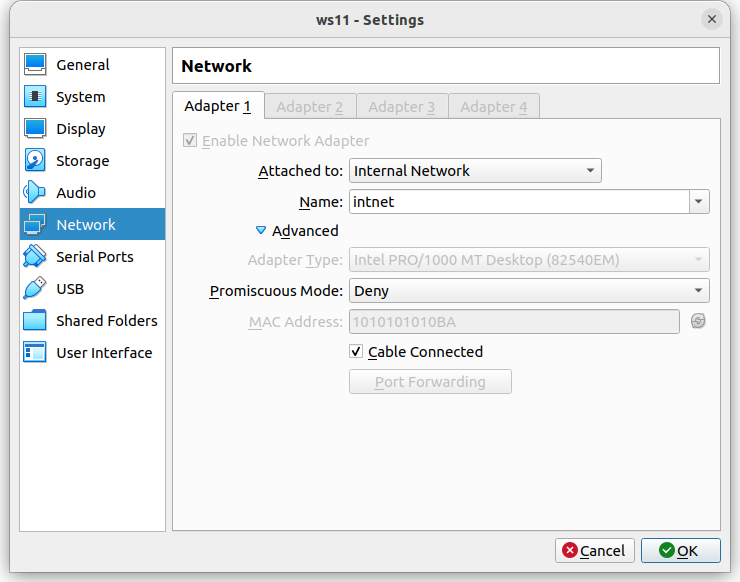 ws11 - Settings
General
System
Display
Storage
Audio
Network
Serial Ports
USB
Shared Folders
User Interface
Network
Adapter 1 Adapter 2 Adapter 3 Adapter 4
Enable Network Adapter
Attached to: Internal Network
Name: intnet
Advanced
Adapter Type: Intel PRO/1000 MT Desktop (82540EM)
Promiscuous Mode: Deny
MAC Address: 1010101010BA
Cable Connected
Port Forwarding
Cancel OK